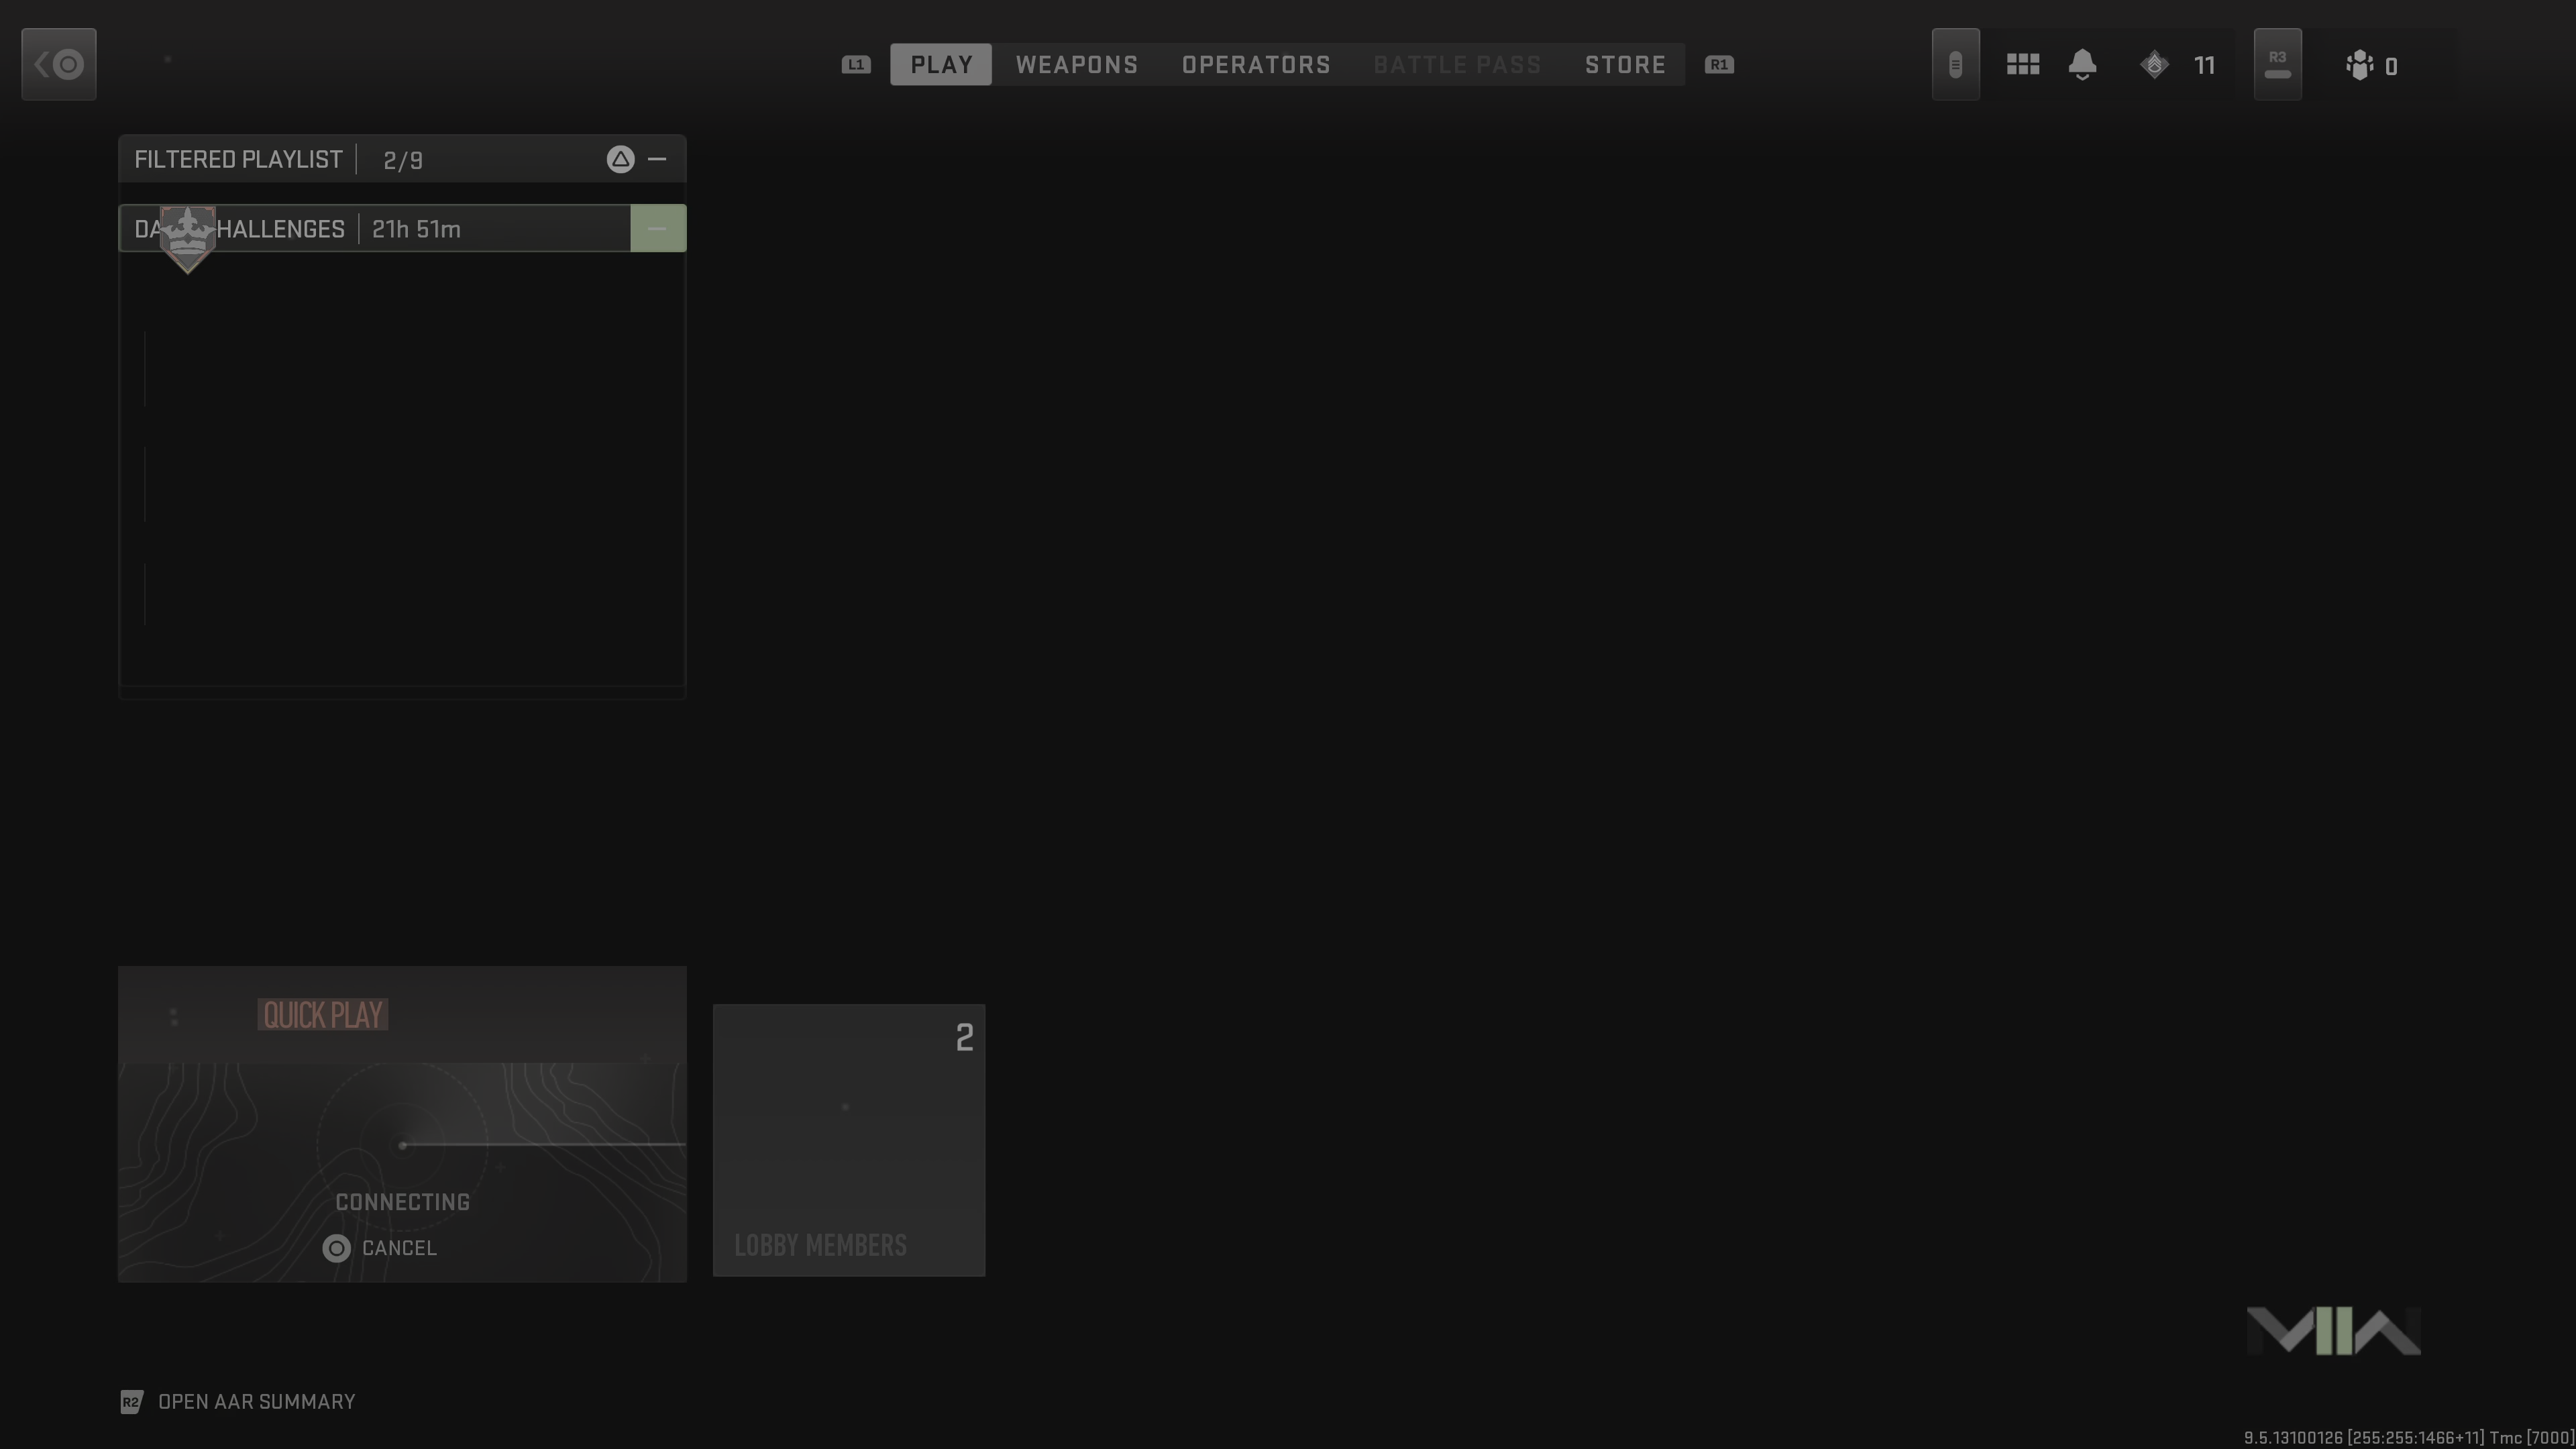 L1 PLAY WEAPONS OPERATORS BATTLE PASS STORE R1
11
R3
0
FILTERED PLAYLIST 2/9
DA HALLENGES 21h 51m
QUICK PLAY
CONNECTING
CANCEL
2
LOBBY MEMBERS
MIIW
R2 OPEN AAR SUMMARY
9.5.13100126 [255:255:1466+11] Tmc [7000]